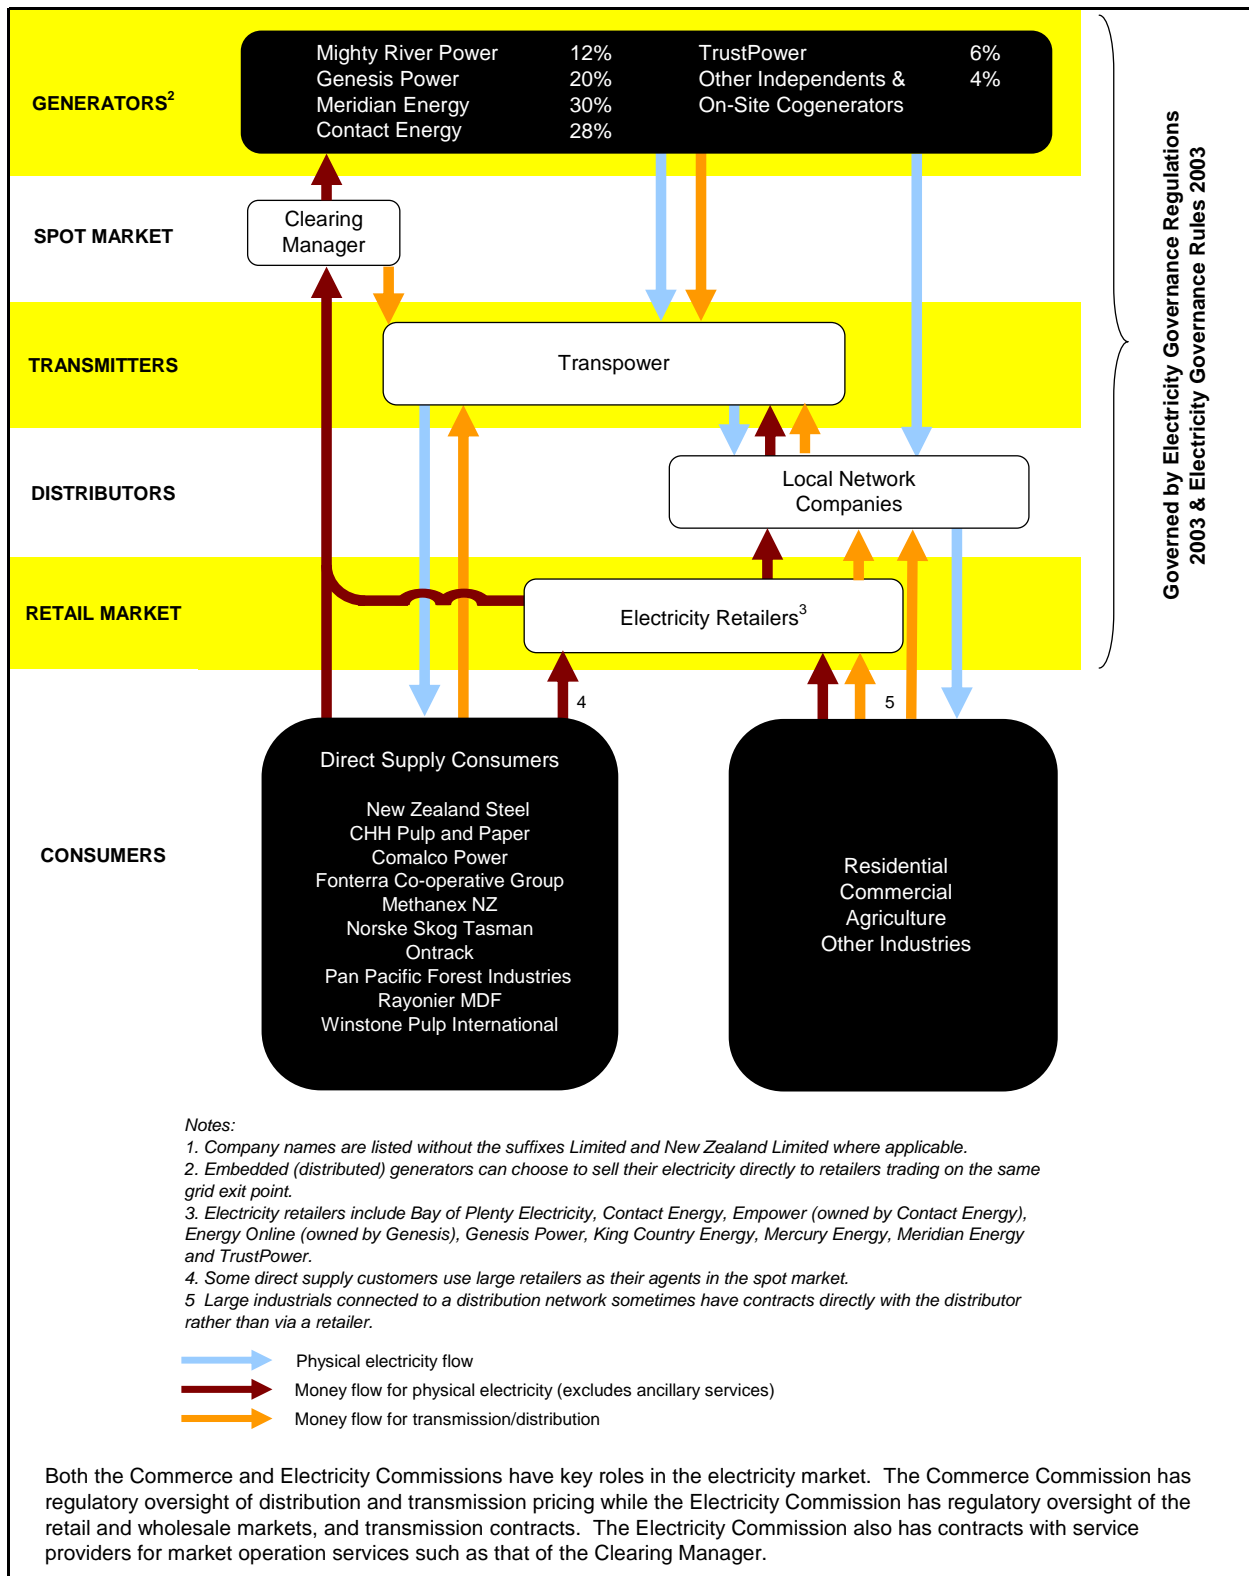 GENERATORS2
Mighty River Power 12%
Genesis Power 20%
Meridian Energy 30%
Contact Energy 28%
TrustPower 6%
Other Independents & 4%
On-Site Cogenerators
SPOT MARKET
Clearing
Manager
TRANSMITTERS
Transpower
DISTRIBUTORS
Local Network
Companies
RETAIL MARKET
Electricity Retailers3
Governed by Electricity Governance Regulations
2003 & Electricity Governance Rules 2003
4
5
CONSUMERS
Direct Supply Consumers
New Zealand Steel
CHH Pulp and Paper
Comalco Power
Fonterra Co-operative Group
Methanex NZ
Norske Skog Tasman
Ontrack
Pan Pacific Forest Industries
Rayonier MDF
Winstone Pulp International
Residential
Commercial
Agriculture
Other Industries
Notes:
1. Company names are listed without the suffixes Limited and New Zealand Limited where applicable.
2. Embedded (distributed) generators can choose to sell their electricity directly to retailers trading on the same
grid exit point.
3. Electricity retailers include Bay of Plenty Electricity, Contact Energy, Empower (owned by Contact Energy),
Energy Online (owned by Genesis), Genesis Power, King Country Energy, Mercury Energy, Meridian Energy
and TrustPower.
4. Some direct supply customers use large retailers as their agents in the spot market.
5 Large industrials connected to a distribution network sometimes have contracts directly with the distributor
rather than via a retailer.
Physical electricity flow
Money flow for physical electricity (excludes ancillary services)
Money flow for transmission/distribution
Both the Commerce and Electricity Commissions have key roles in the electricity market. The Commerce Commission has
regulatory oversight of distribution and transmission pricing while the Electricity Commission has regulatory oversight of the
retail and wholesale markets, and transmission contracts. The Electricity Commission also has contracts with service
providers for market operation services such as that of the Clearing Manager.